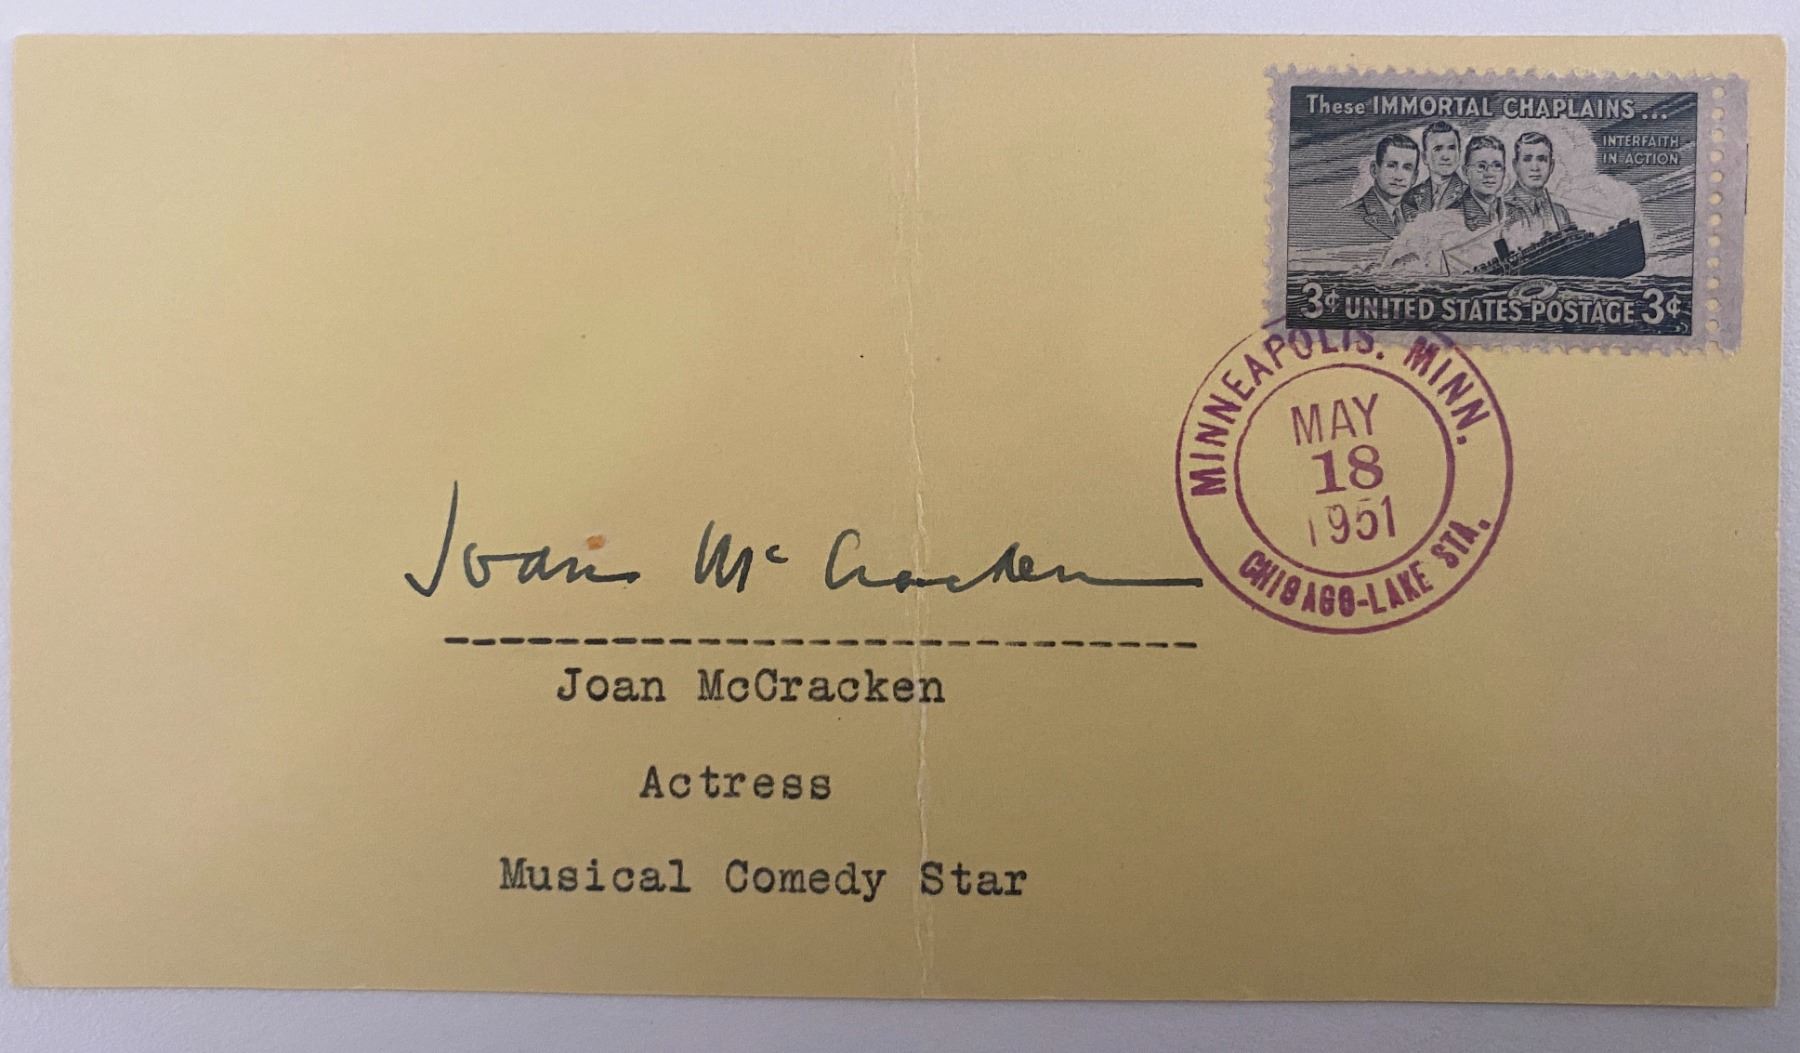 These IMMORTAL CHAPLAINS...
INTERFAITH
IN ACTION
3¢ UNITED STATES POSTAGE 3¢
MINNEAPOLIS. MINN.
MAY
18
1951
CHICAGO-LAKE STA.
Joan McCracken
---------------------------
Joan McCracken
Actress
Musical Comedy Star